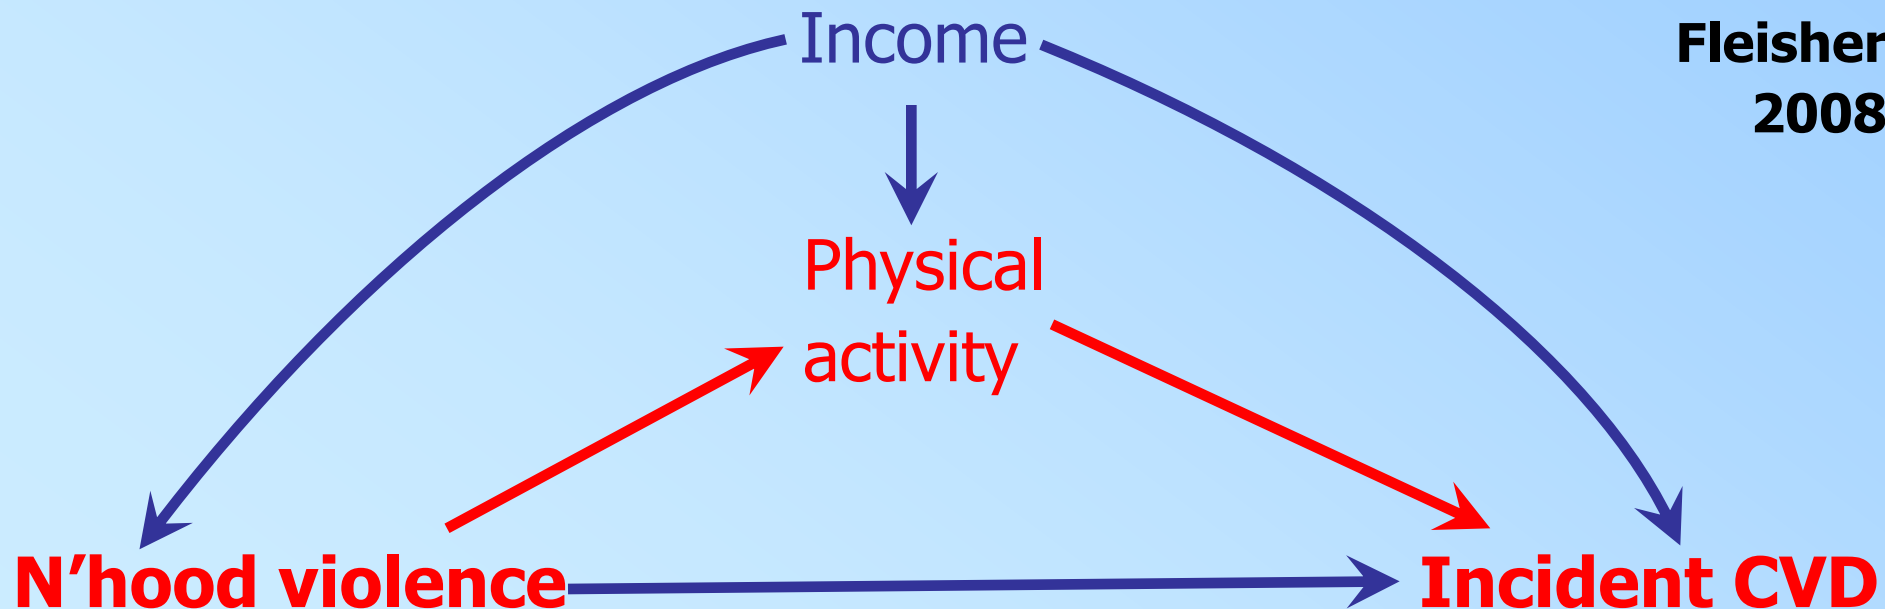 Income
Fleisher
2008
Physical
activity
N'hood violence
Incident CVD